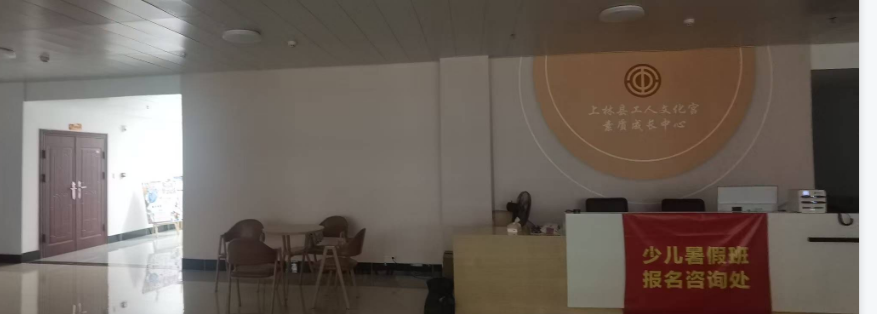 上林县工人文化宫
素质成长中心
少儿暑假班
报名咨询处